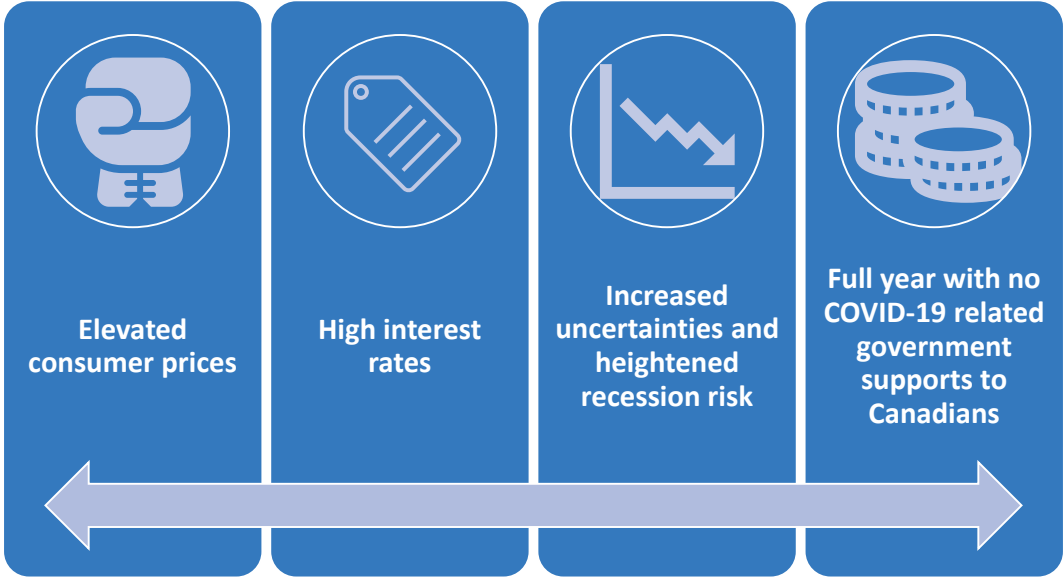 Elevated
consumer prices
High interest
rates
Increased
uncertainties and
heightened
recession risk
Full year with no
COVID-19 related
government
supports to
Canadians